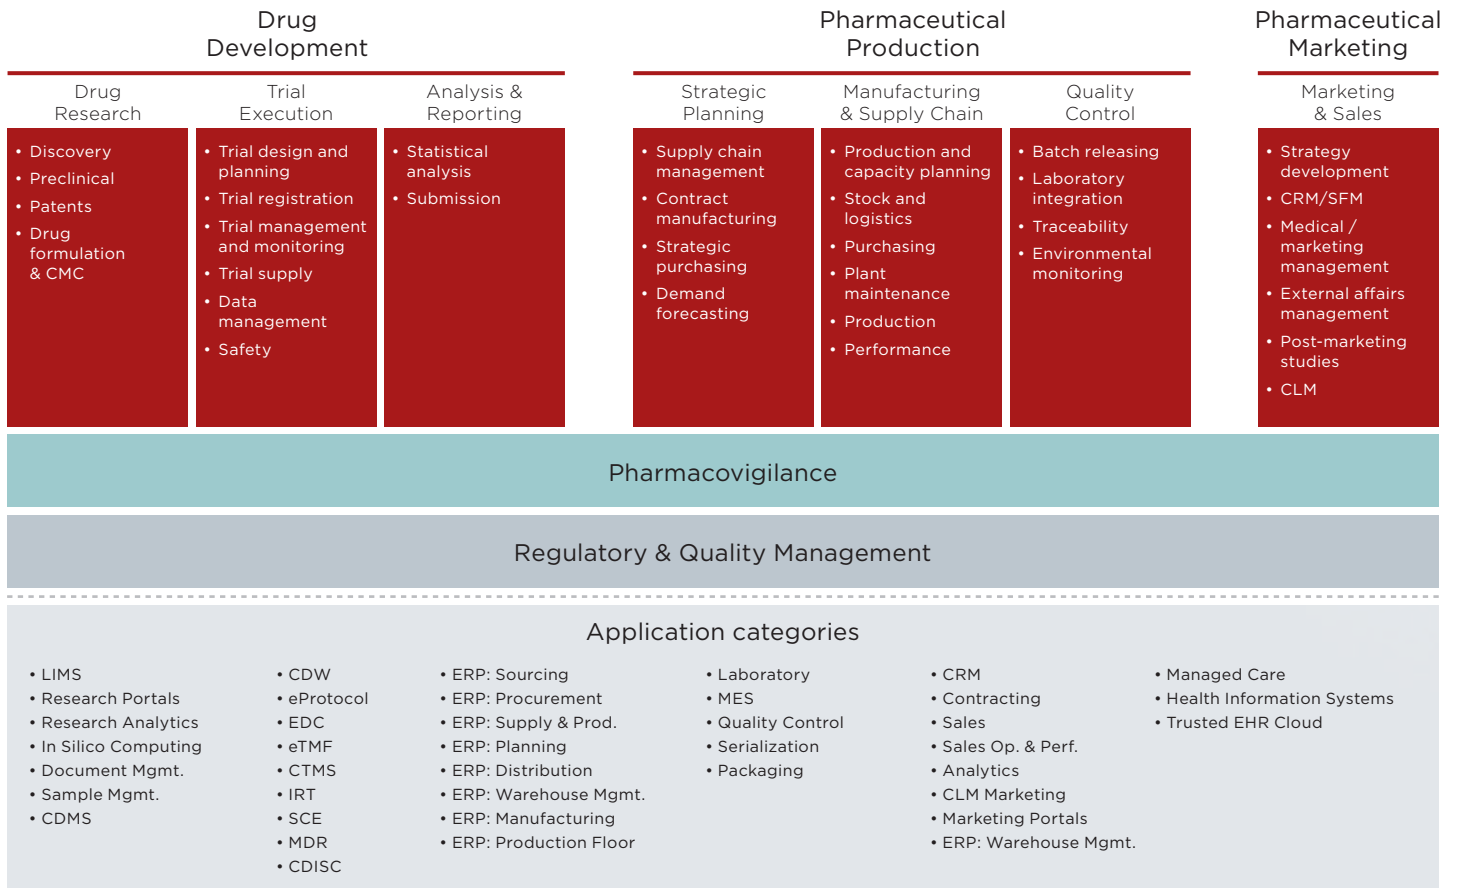 Drug
Development
Pharmaceutical
Production
Pharmaceutical
Marketing
Drug
Research
Trial
Execution
Analysis &
Reporting
Strategic
Planning
Manufacturing
& Supply Chain
Quality
Control
Marketing
& Sales
• Discovery
• Preclinical
• Patents
• Drug
formulation
& CMC
• Trial design and
planning
• Trial registration
• Trial management
and monitoring
• Trial supply
• Data
management
• Safety
• Statistical
analysis
• Submission
• Supply chain
management
• Contract
manufacturing
• Strategic
purchasing
• Demand
forecasting
• Production and
capacity planning
• Stock and
logistics
• Purchasing
• Plant
maintenance
• Production
• Performance
• Batch releasing
• Laboratory
integration
• Traceability
• Environmental
monitoring
• Strategy
development
• CRM/SFM
• Medical /
marketing
management
• External affairs
management
• Post-marketing
studies
• CLM
Pharmacovigilance
Regulatory & Quality Management
Application categories
• LIMS
• Research Portals
• Research Analytics
• In Silico Computing
• Document Mgmt.
• Sample Mgmt.
• CDMS
• CDW
• eProtocol
• EDC
• eTMF
• CTMS
• IRT
• SCE
• MDR
• CDISC
• ERP: Sourcing
• ERP: Procurement
• ERP: Supply & Prod.
• ERP: Planning
• ERP: Distribution
• ERP: Warehouse Mgmt.
• ERP: Manufacturing
• ERP: Production Floor
• Laboratory
• MES
• Quality Control
• Serialization
• Packaging
• CRM
• Contracting
• Sales
• Sales Op. & Perf.
• Analytics
• CLM Marketing
• Marketing Portals
• ERP: Warehouse Mgmt.
• Managed Care
• Health Information Systems
• Trusted EHR Cloud